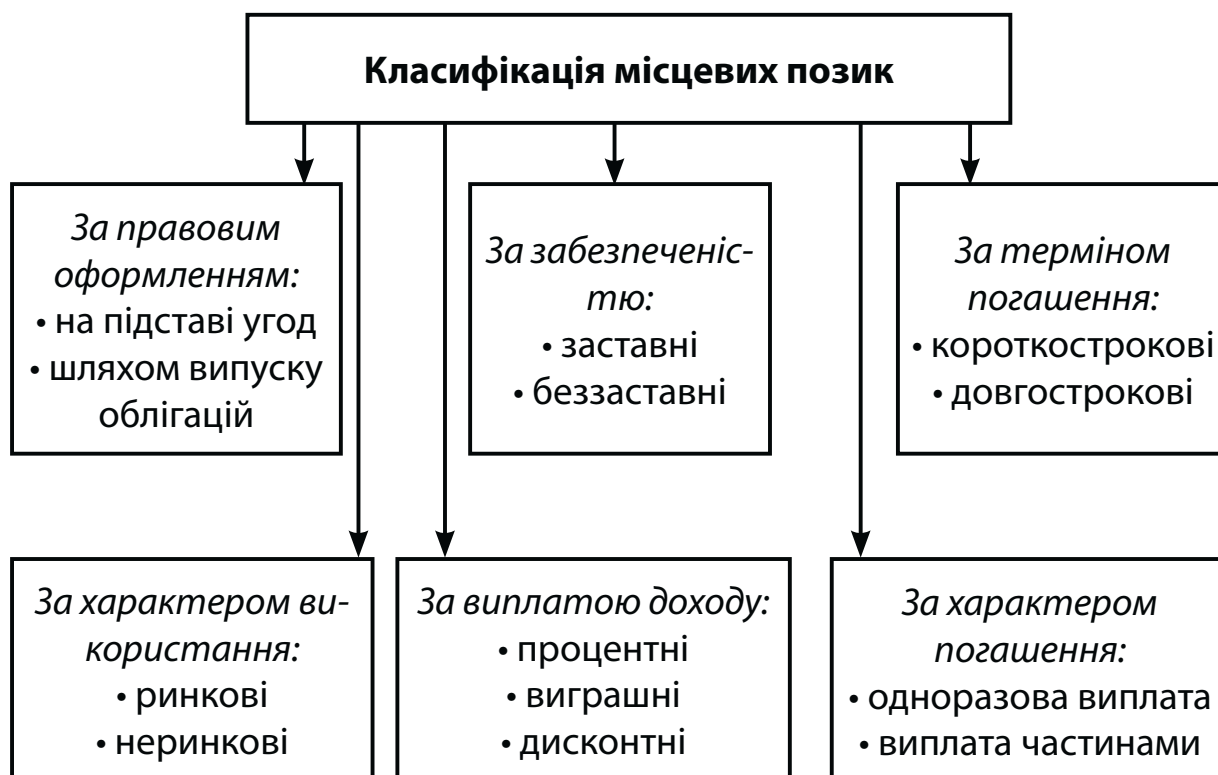 Класифікація місцевих позик
За правовим
оформленням:
• на підставі угод
• шляхом випуску
облігацій
За забезпеченіс-
тю:
• заставні
• беззаставні
За терміном
погашення:
• короткострокові
• довгострокові
За характером ви-
користання:
• ринкові
• неринкові
За виплатою доходу:
• процентні
• виграшні
• дисконтні
За характером
погашення:
• одноразова виплата
• виплата частинами